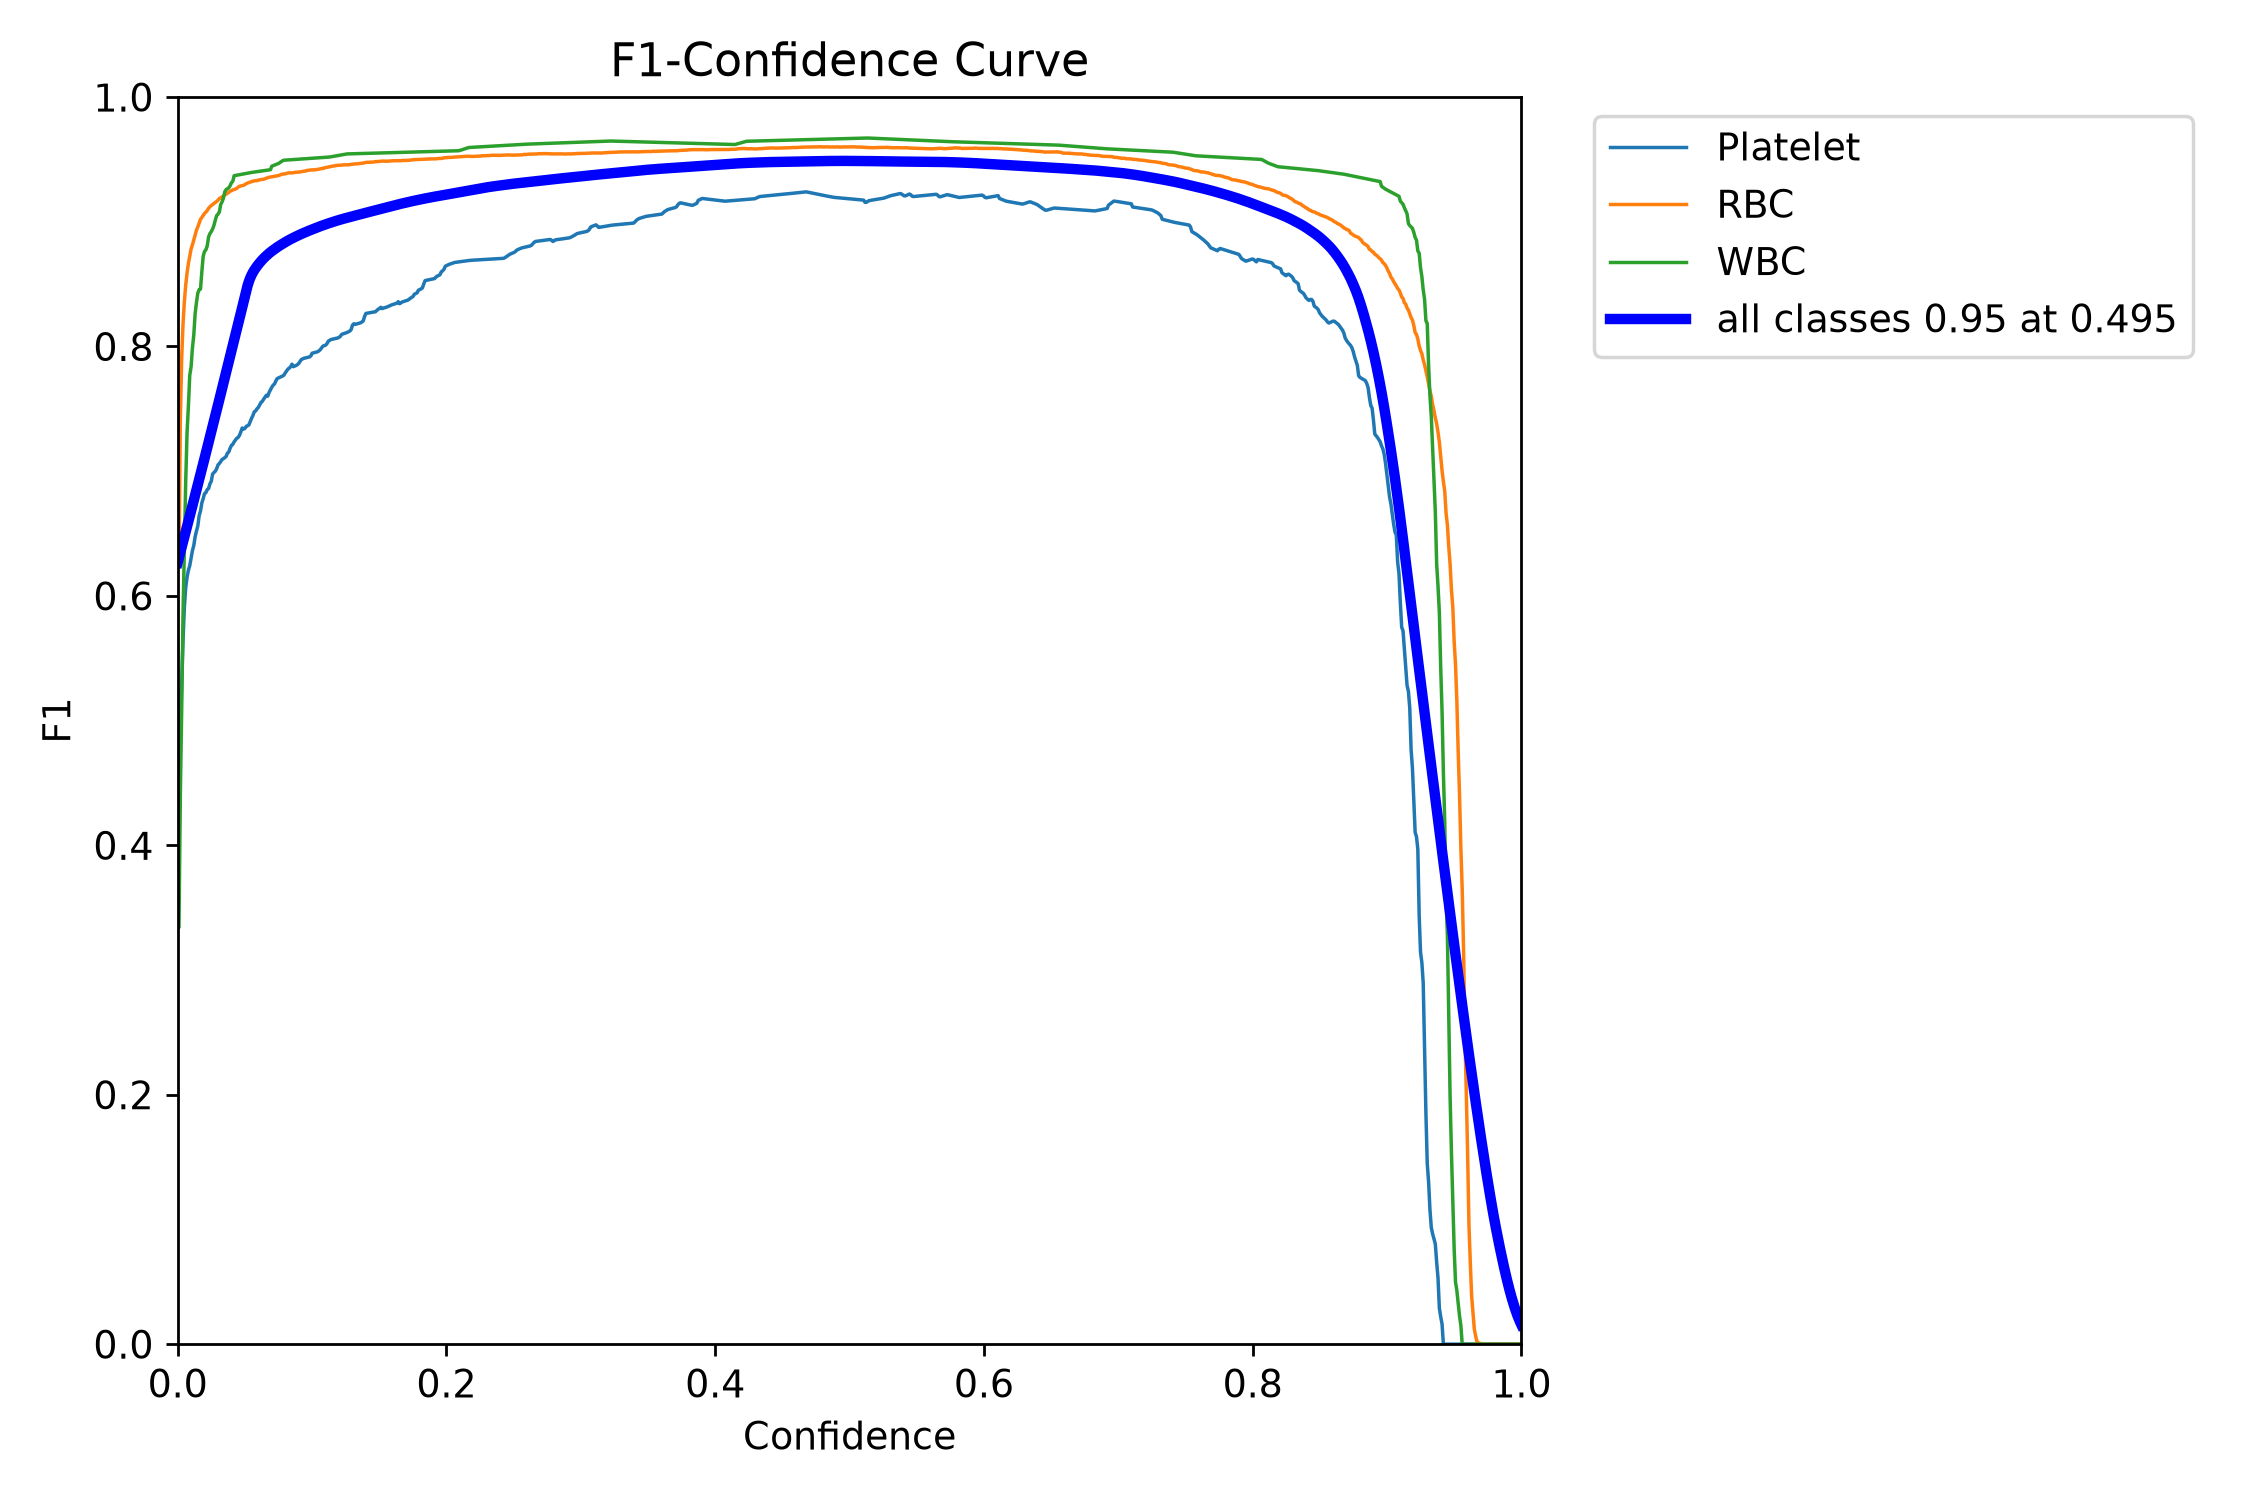 F1-Confidence Curve
1.0
0.8
0.6
0.4
0.2
0.0
F1
0.0 0.2 0.4 0.6 0.8 1.0
Confidence
Platelet
RBC
WBC
all classes 0.95 at 0.495